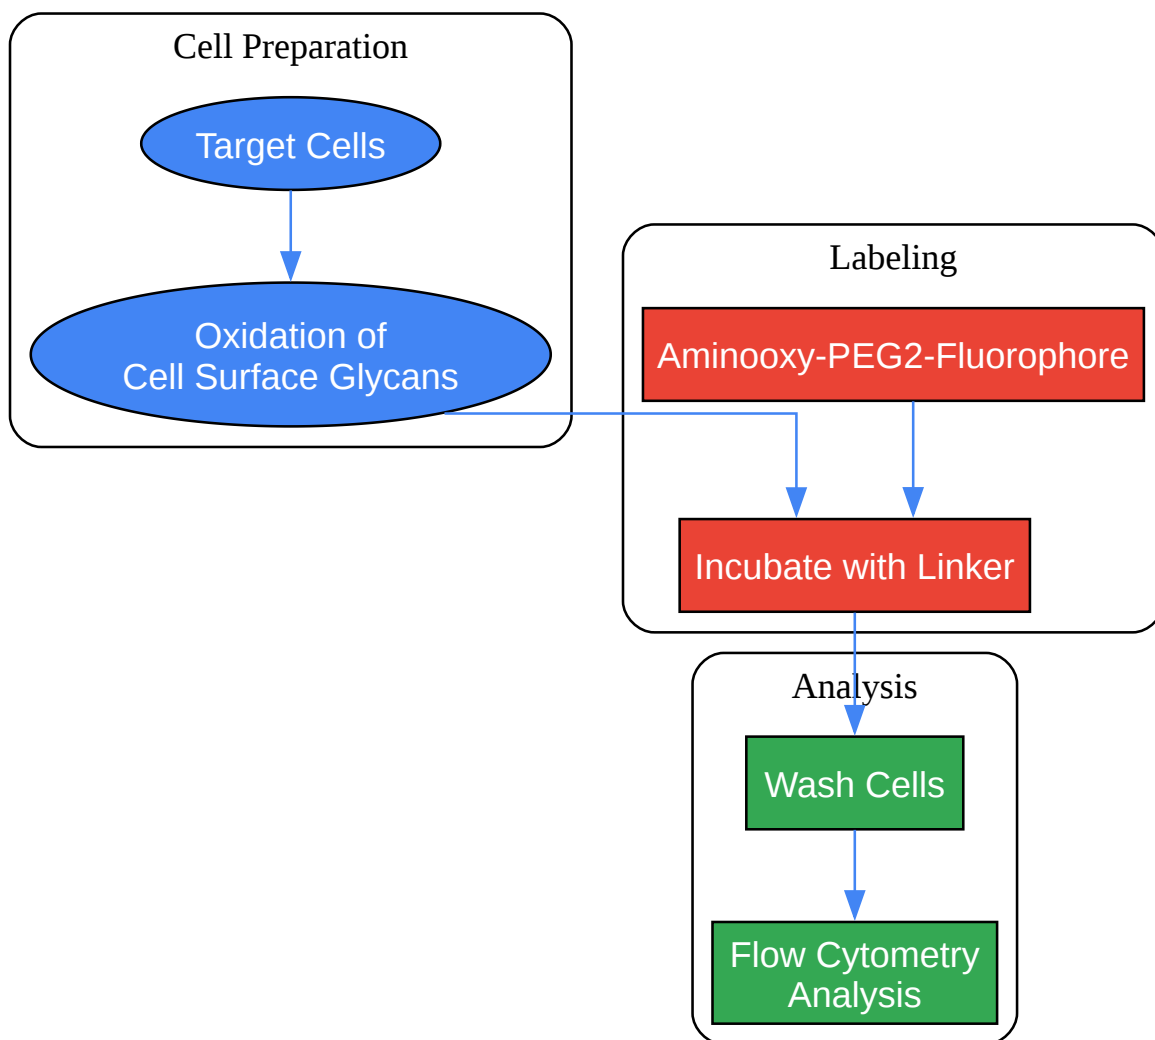 Cell Preparation
Target Cells
Oxidation of
Cell Surface Glycans
Labeling
Aminooxy-PEG2-Fluorophore
Incubate with Linker
Analysis
Wash Cells
Flow Cytometry
Analysis